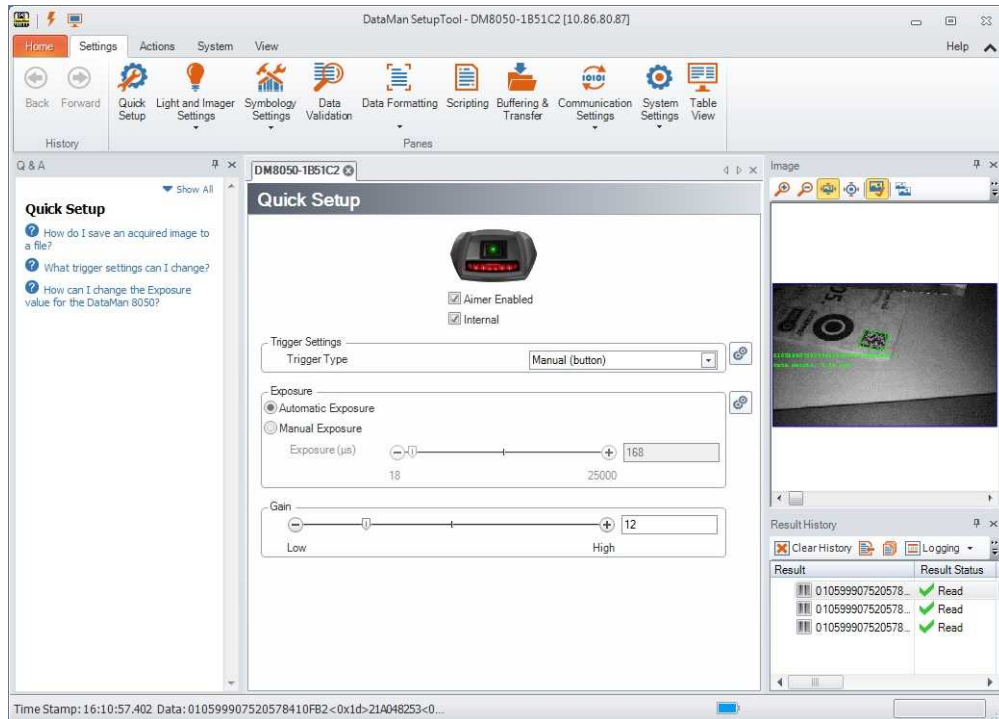 DataMan SetupTool - DM8050-1B51C2 [10.86.80.87]
Home Settings Actions System View Help
Back Forward Quick Setup Light and Imager Settings Symbology Settings Data Validation Data Formatting Scripting Buffering & Transfer Communication Settings System Settings Table View
History Panes
Q & A
Show All
Quick Setup
How do I save an acquired image to
a file?
What trigger settings can I change?
How can I change the Exposure
value for the DataMan 8050?
DM8050-1B51C2
Quick Setup
Aimer Enabled
Internal
Trigger Settings
Trigger Type Manual (button)
Exposure
Automatic Exposure
Manual Exposure
Exposure (µs) 168
18 25000
Gain
12
Low High
Image
Result History
Clear History Logging
Result Result Status
010599907520578... Read
010599907520578... Read
010599907520578... Read
Time Stamp: 16:10:57.402 Data: 010599907520578410FB2<0x1d>21A048253<0...